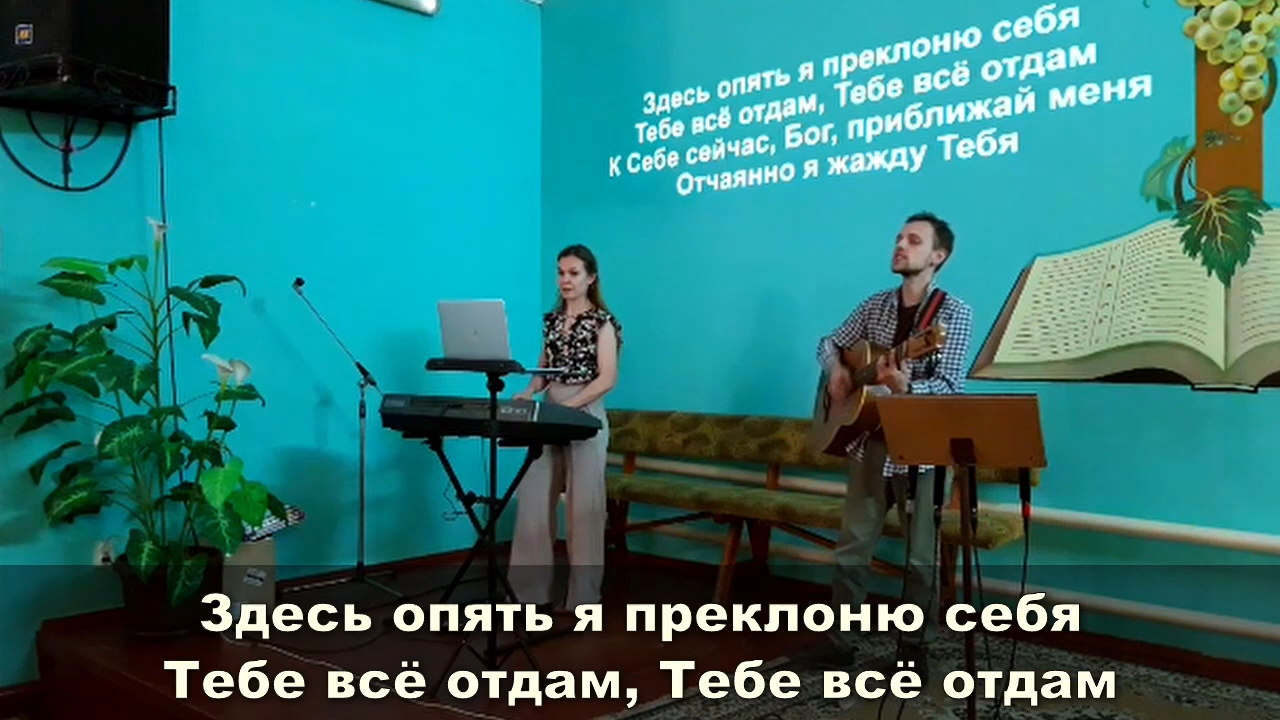 Здесь опять я преклоню себя
Тебе всё отдам, Тебе всё отдам
К Себе сейчас, Бог, приближай меня
Отчаянно я жажду Тебя
Здесь опять я преклоню себя
Тебе всё отдам, Тебе всё отдам